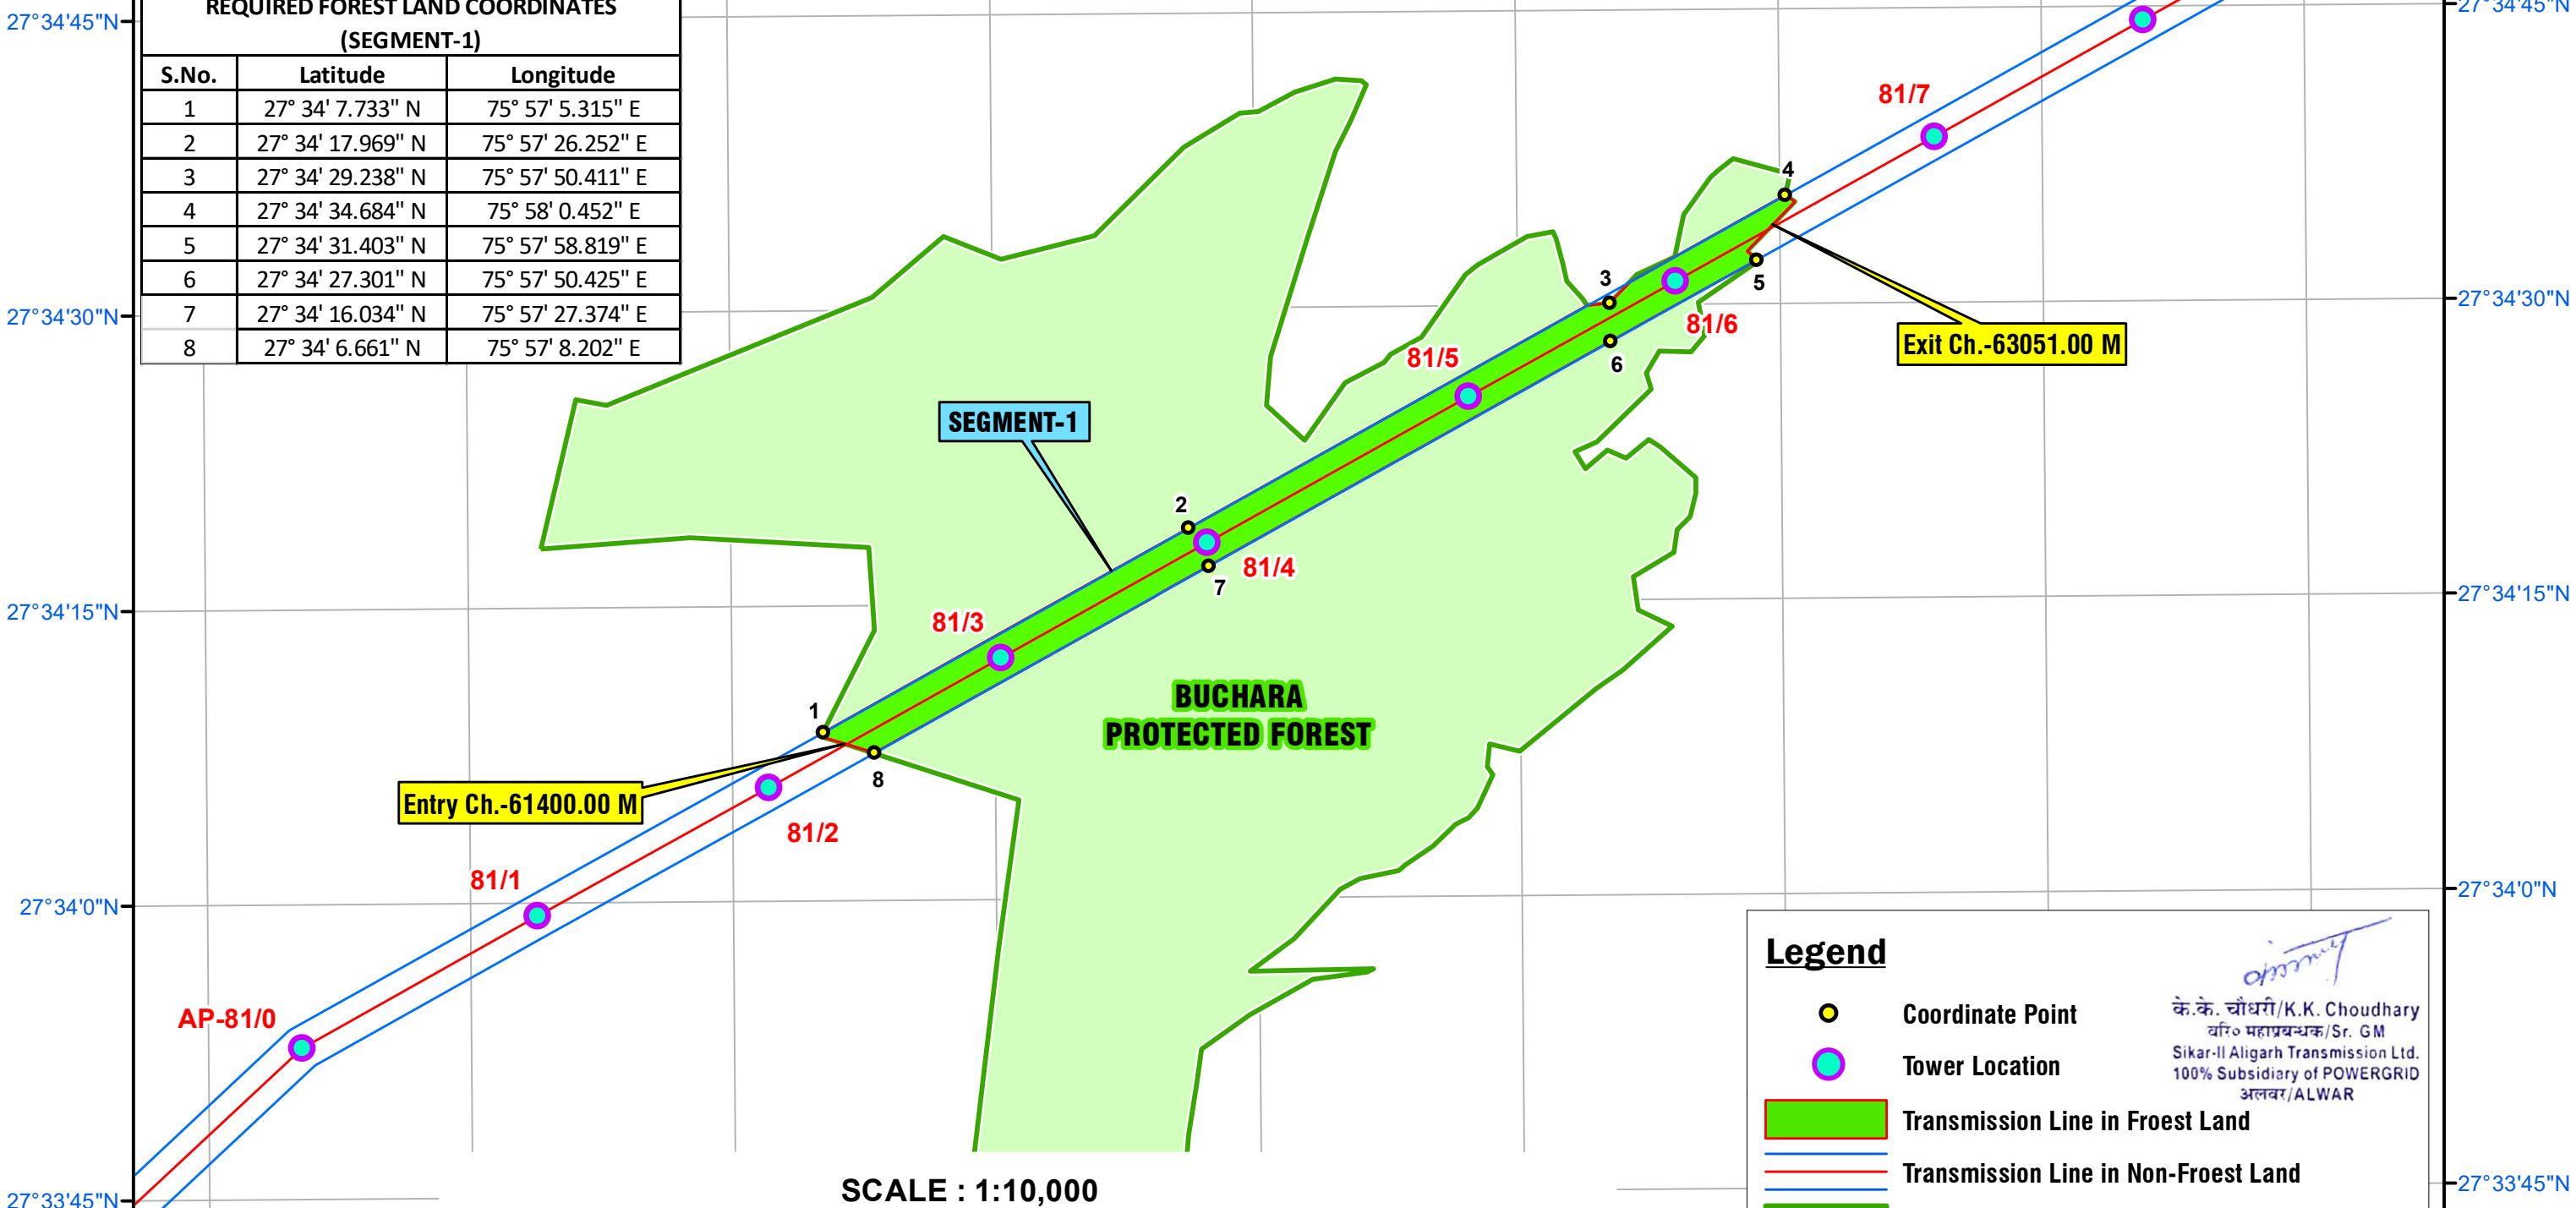 REQUIRED FOREST LAND COORDINATES
(SEGMENT-1)
S.No. Latitude Longitude
1 27° 34' 7.733" N 75° 57' 5.315" E
2 27° 34' 17.969" N 75° 57' 26.252" E
3 27° 34' 29.238" N 75° 57' 50.411" E
4 27° 34' 34.684" N 75° 58' 0.452" E
5 27° 34' 31.403" N 75° 57' 58.819" E
6 27° 34' 27.301" N 75° 57' 50.425" E
7 27° 34' 16.034" N 75° 57' 27.374" E
8 27° 34' 6.661" N 75° 57' 8.202" E
27°34'45"N
27°34'45"N
81/7
4
3
5
27°34'30"N
27°34'30"N
81/6
6
81/5
Exit Ch.-63051.00 M
SEGMENT-1
2
81/4
7
27°34'15"N
27°34'15"N
81/3
BUCHARA
PROTECTED FOREST
1
8
Entry Ch.-61400.00 M
81/2
81/1
27°34'0"N
27°34'0"N
AP-81/0
Legend
Coordinate Point
Tower Location
Transmission Line in Froest Land
Transmission Line in Non-Froest Land
के.के. चौधरी/K.K. Choudhary
वरि० महाप्रबन्धक/Sr. GM
Sikar-II Aligarh Transmission Ltd.
100% Subsidiary of POWERGRID
अलवर/ALWAR
SCALE : 1:10,000
27°33'45"N
27°33'45"N